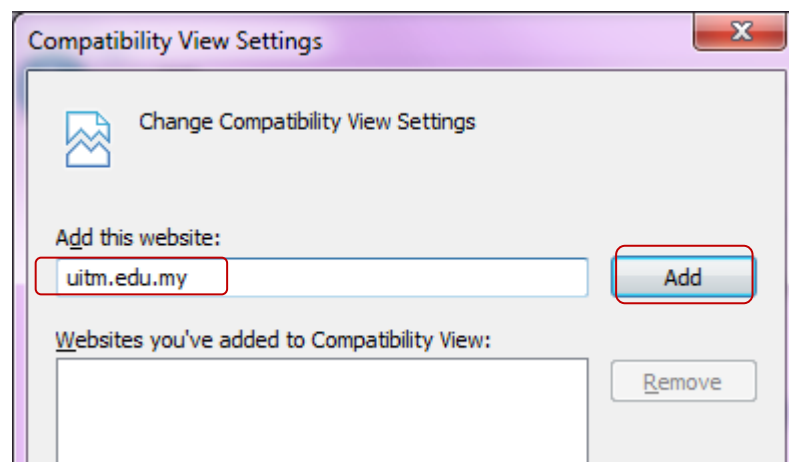 Compatibility View Settings
Change Compatibility View Settings
Add this website:
uitm.edu.my
Add
Websites you've added to Compatibility View:
Remove